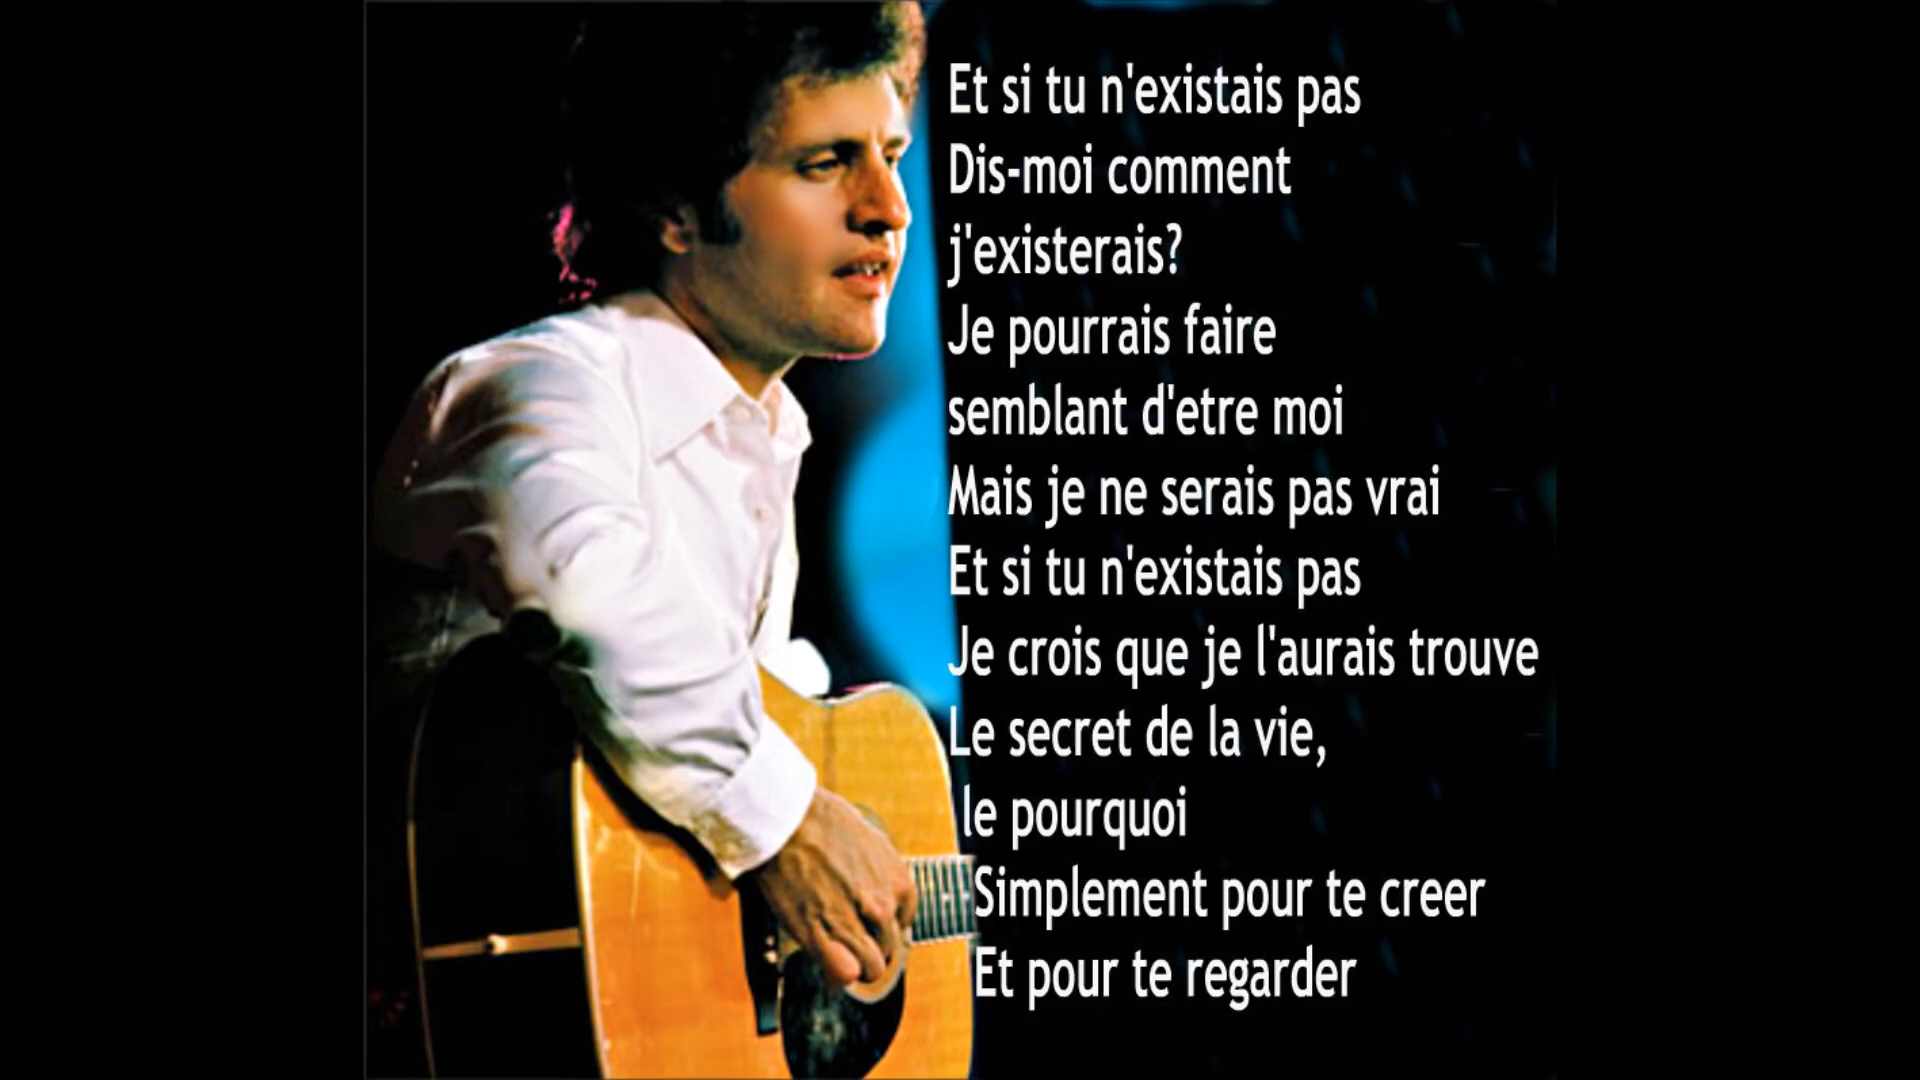 Et si tu n'existais pas
Dis-moi comment
j'existerais?
Je pourrais faire
semblant d'etre moi
Mais je ne serais pas vrai
Et si tu n'existais pas
Je crois que je l'aurais trouve
Le secret de la vie,
le pourquoi
Simplement pour te creer
Et pour te regarder